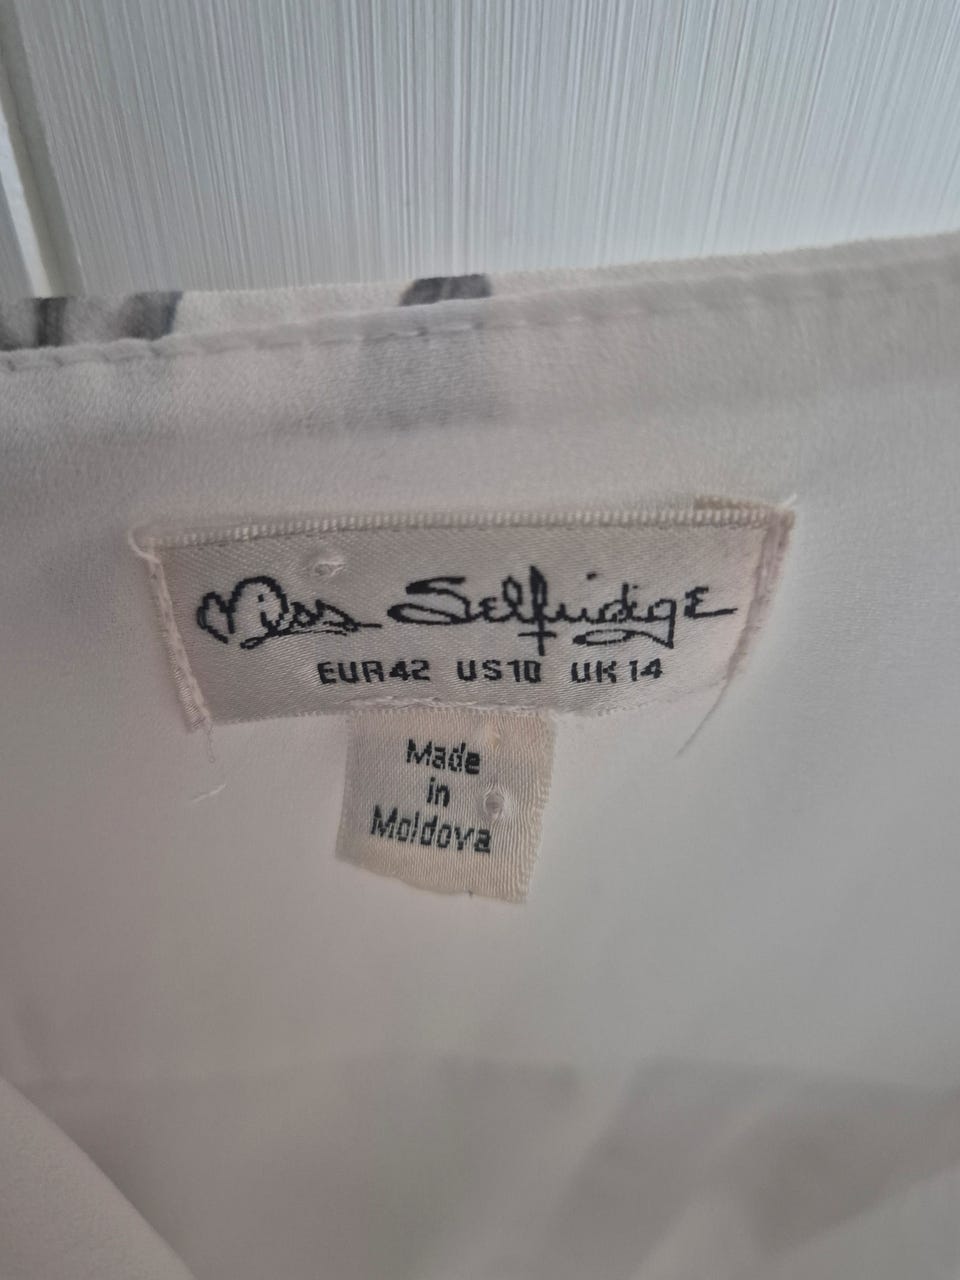 Miss Selfridge
EUR42 US10 UK14
Made
in
Moldova